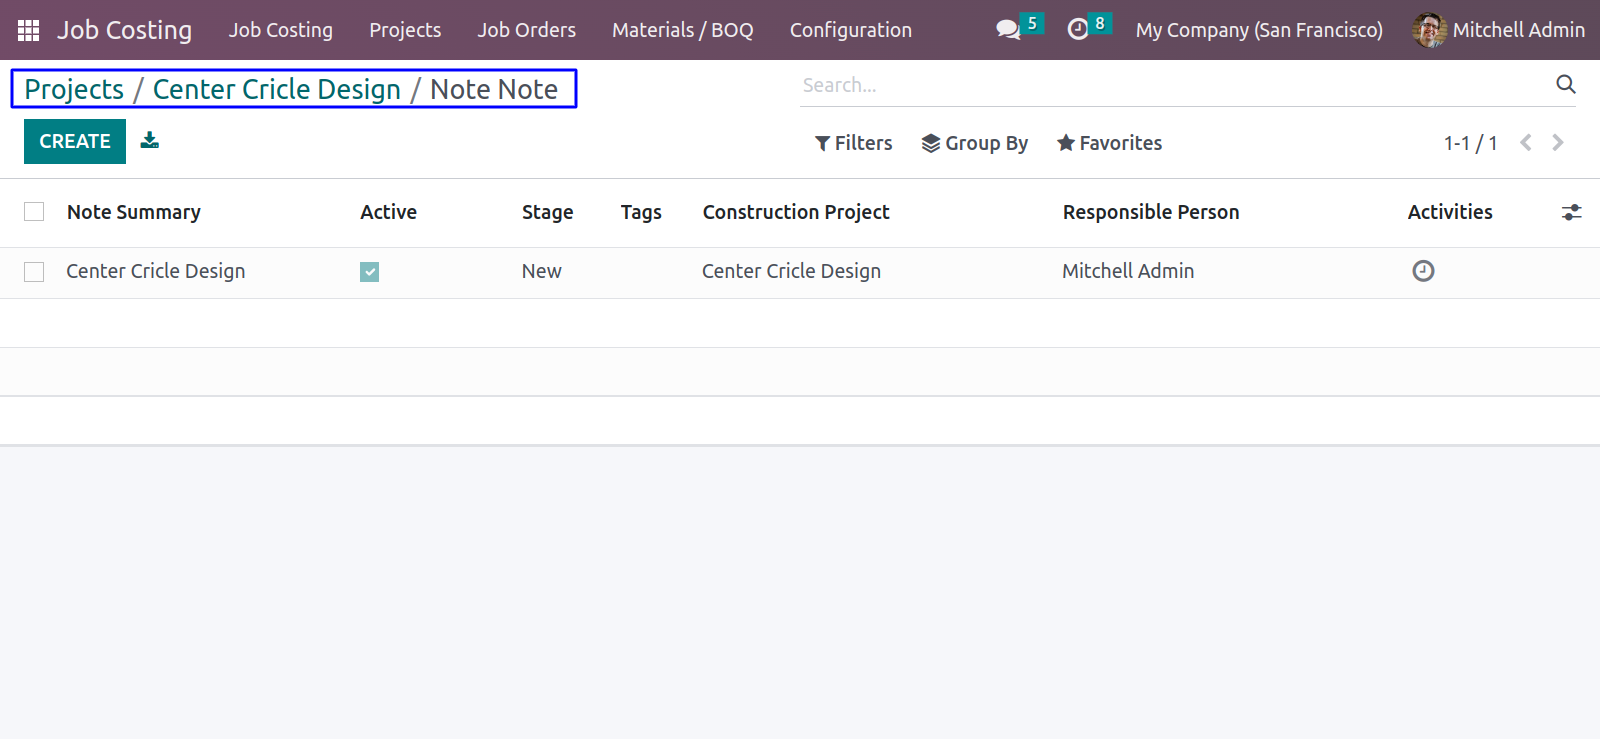 Job Costing Job Costing Projects Job Orders Materials / BOQ Configuration 5 8 My Company (San Francisco) Mitchell Admin
Projects / Center Cricle Design / Note Note Search...
CREATE Filters Group By Favorites 1-1 / 1
Note Summary Active Stage Tags Construction Project Responsible Person Activities
Center Cricle Design New Center Cricle Design Mitchell Admin